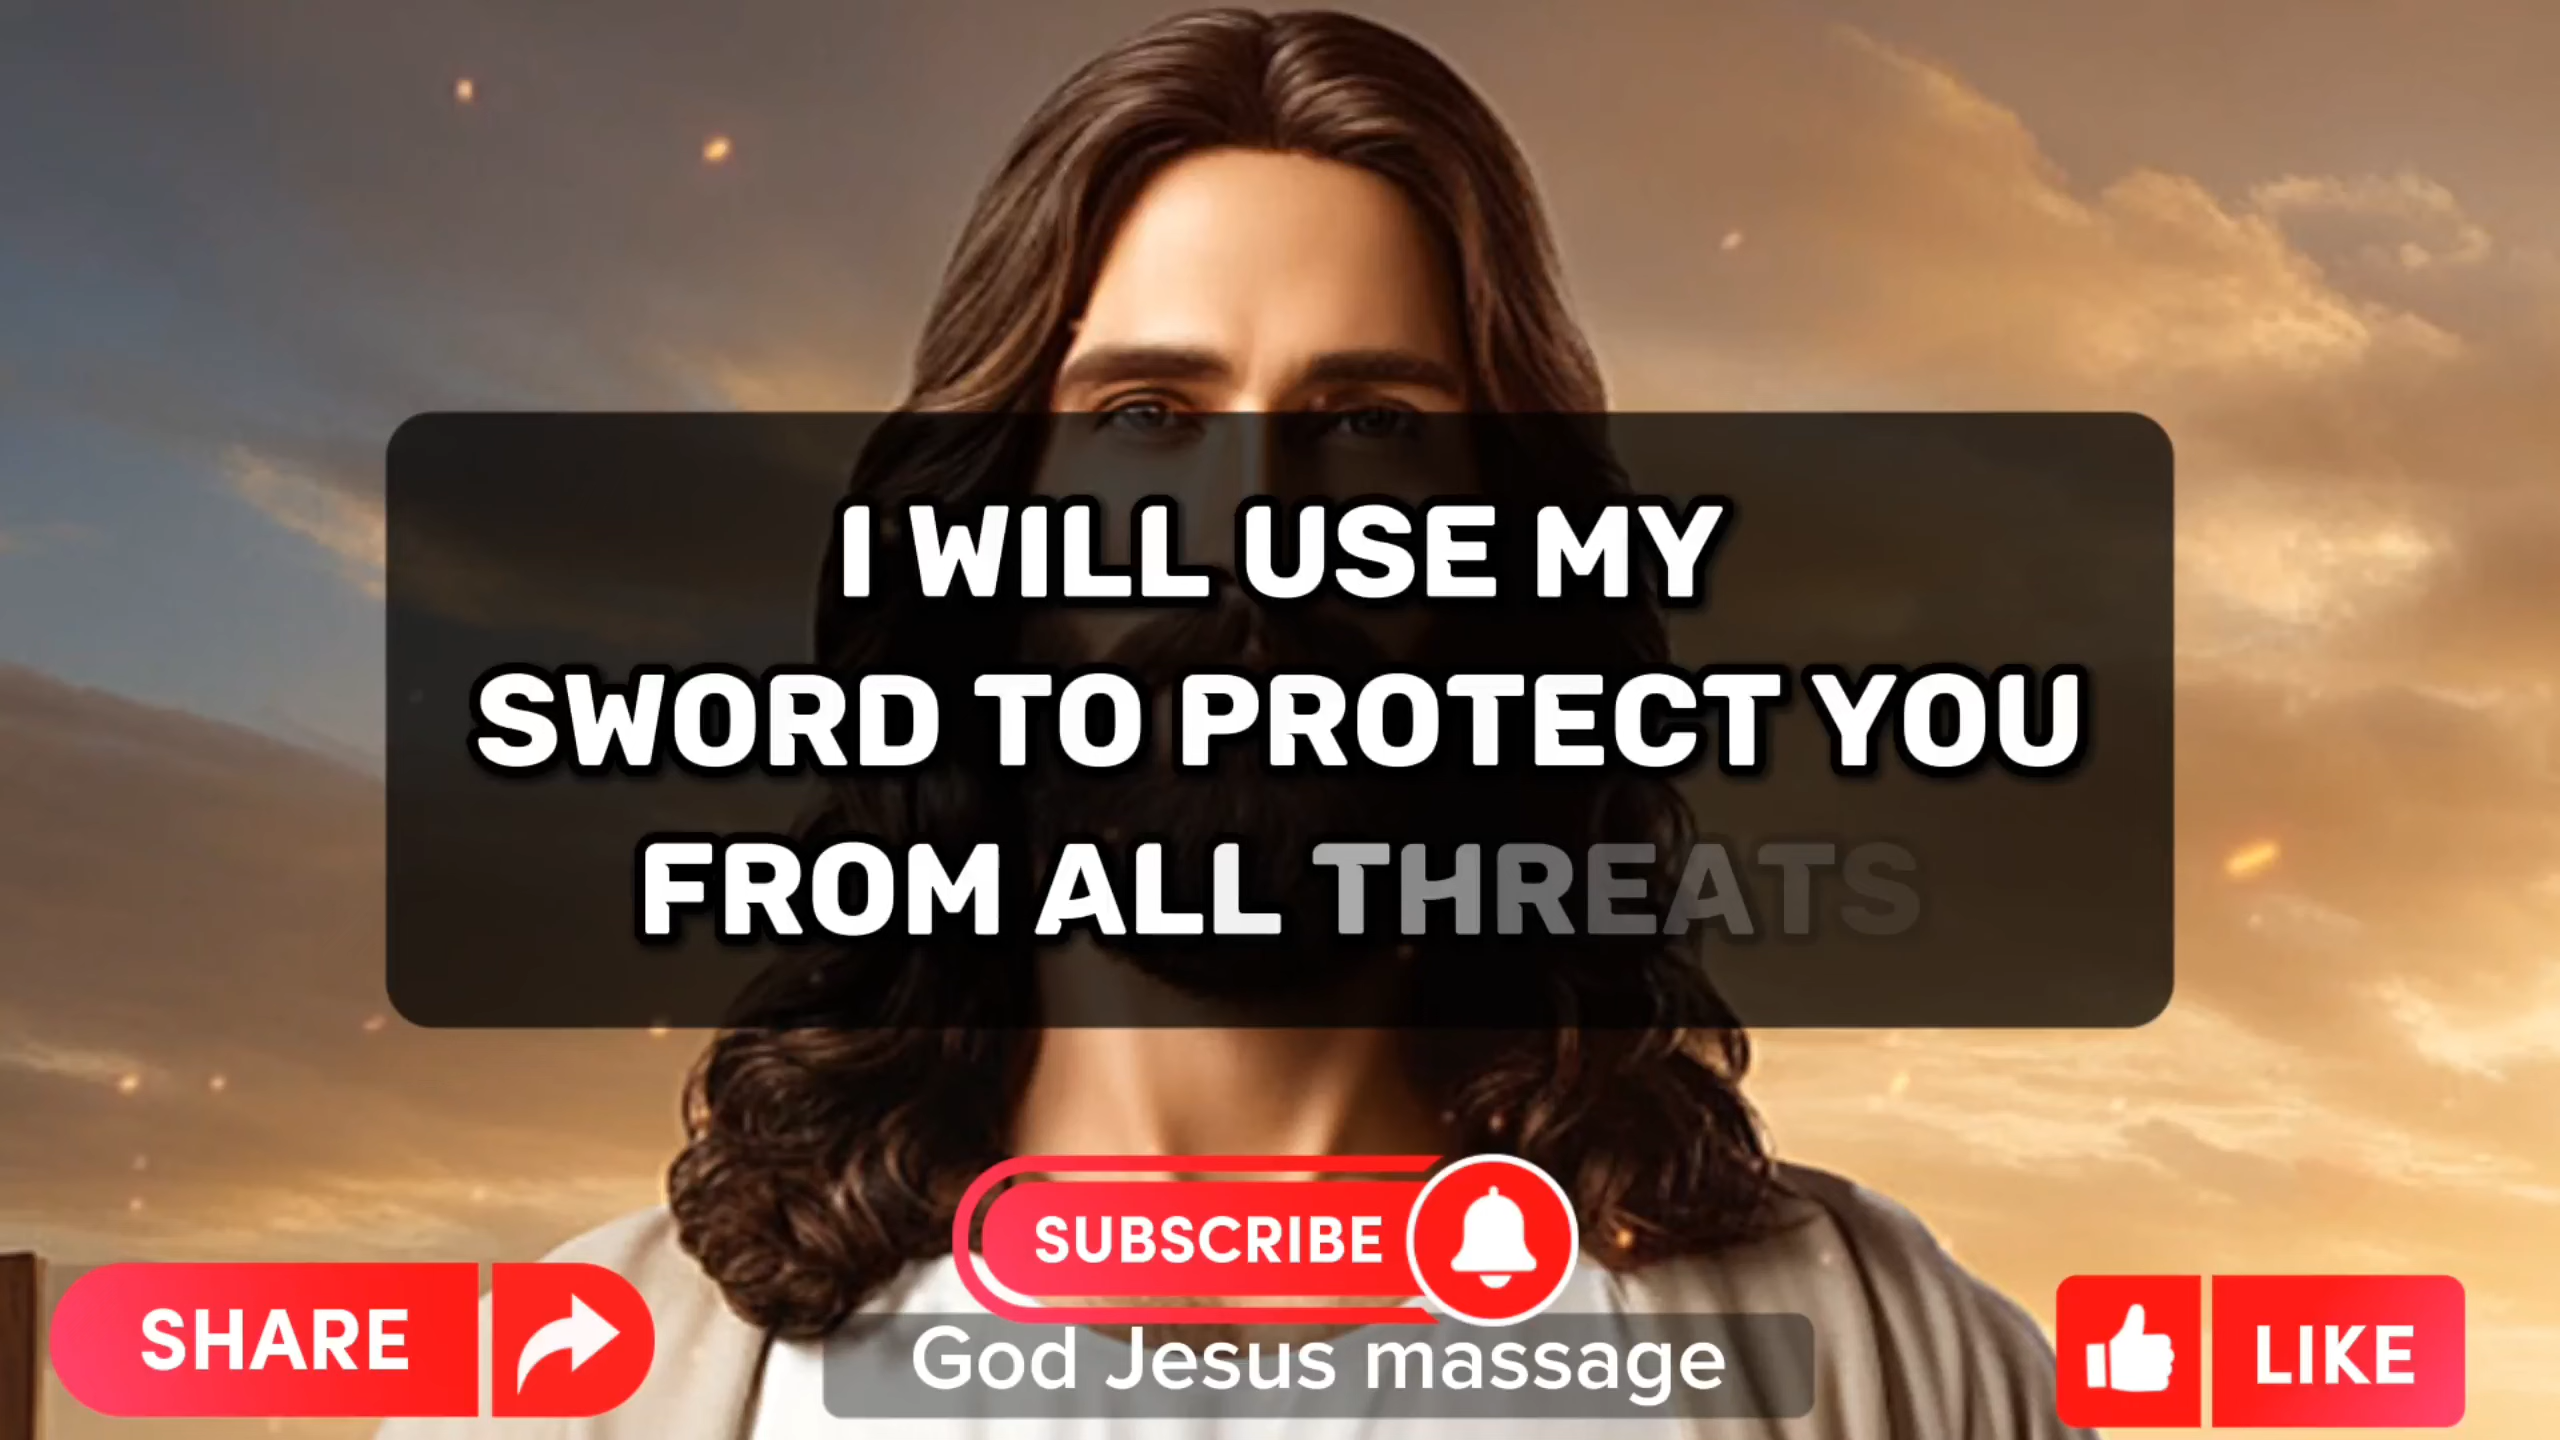 I WILL USE MY
SWORD TO PROTECT YOU
FROM ALL THREATS
SUBSCRIBE
SHARE
God Jesus massage
LIKE